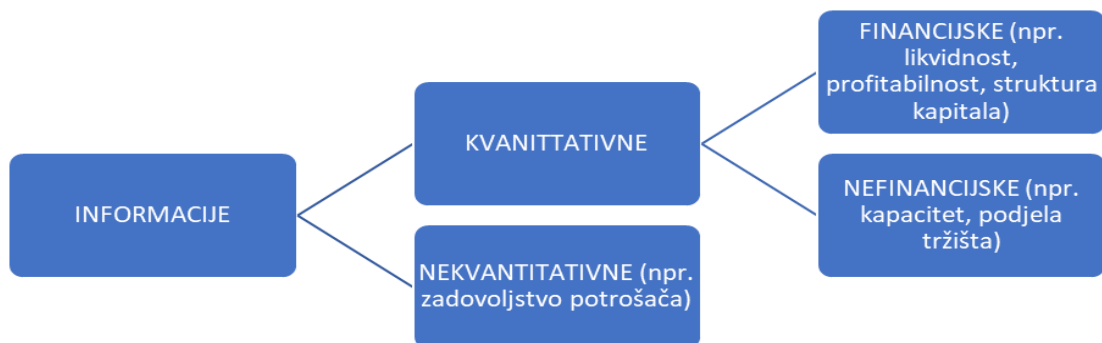 INFORMACIJE
KVANITTATIVNE
NEKVANTITATIVNE (npr.
zadovoljstvo potrošača)
FINANCIJSKE (npr.
likvidnost,
profitabilnost, struktura
kapitala)
NEFINANCIJSKE (npr.
kapacitet, podjela
tržišta)